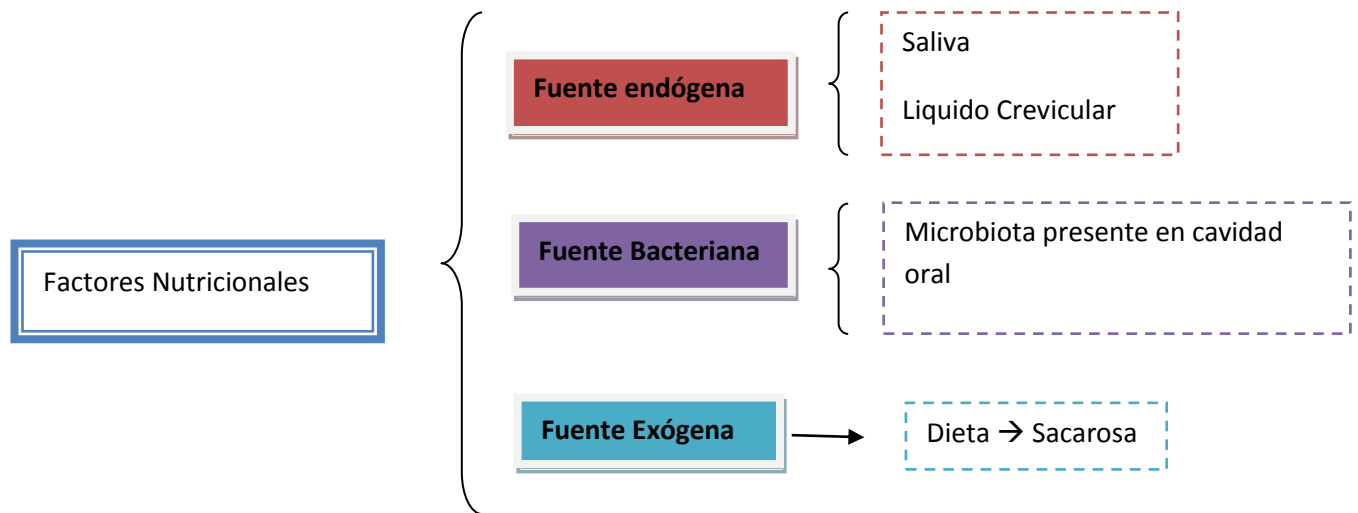 Factores Nutricionales
Fuente endógena
Saliva
Liquido Crevicular
Fuente Bacteriana
Microbiota presente en cavidad
oral
Fuente Exógena
Dieta → Sacarosa